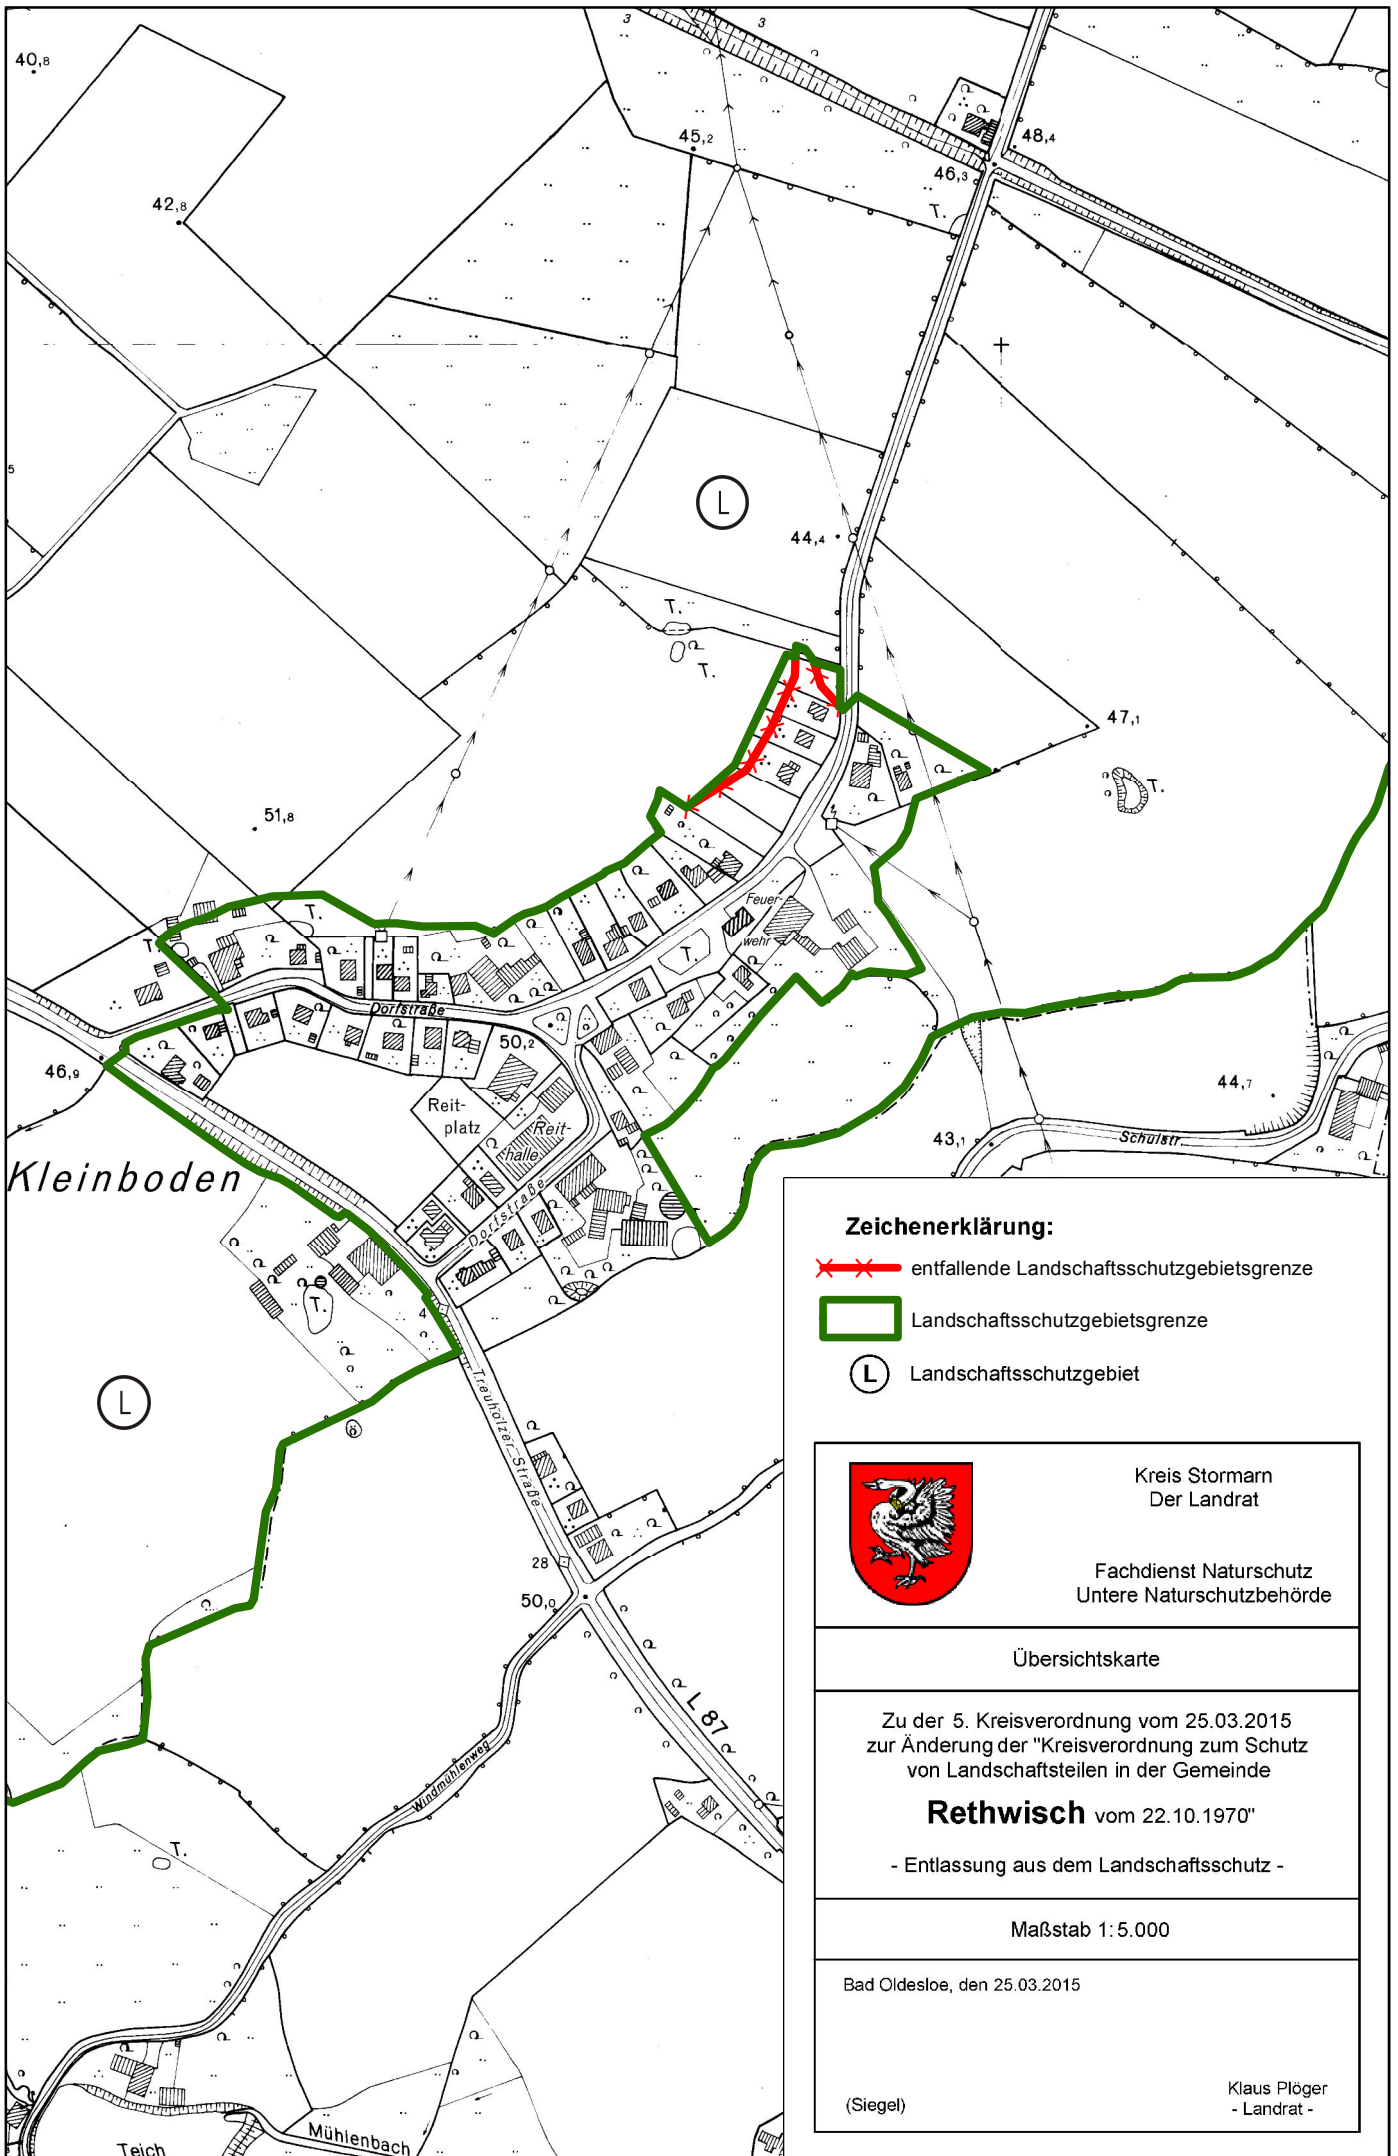 3
3
40,8
45,2
48,4
46,3
42,8
T.
5
L
44,4
T.
T.
47,1
T.
51,8
T.
T.
Feuer-
wehr
T.
Dorfstraße
50,2
46,9
Reit-
platz
Reit-
halle
44,7
43,1
Schulstr.
Kleinboden
Dorfstraße
T.
4
L
Treuholzer Straße
ö
28
50,0
L 87
Windmühlenweg
T.
Mühlenbach
Teich
Zeichenerklärung:
entfallende Landschaftsschutzgebietsgrenze
Landschaftsschutzgebietsgrenze
L Landschaftsschutzgebiet
Kreis Stormarn
Der Landrat
Fachdienst Naturschutz
Untere Naturschutzbehörde
Übersichtskarte
Zu der 5. Kreisverordnung vom 25.03.2015
zur Änderung der "Kreisverordnung zum Schutz
von Landschaftsteilen in der Gemeinde
Rethwisch vom 22.10.1970"
- Entlassung aus dem Landschaftsschutz -
Maßstab 1:5.000
Bad Oldesloe, den 25.03.2015
(Siegel)
Klaus Plöger
- Landrat -